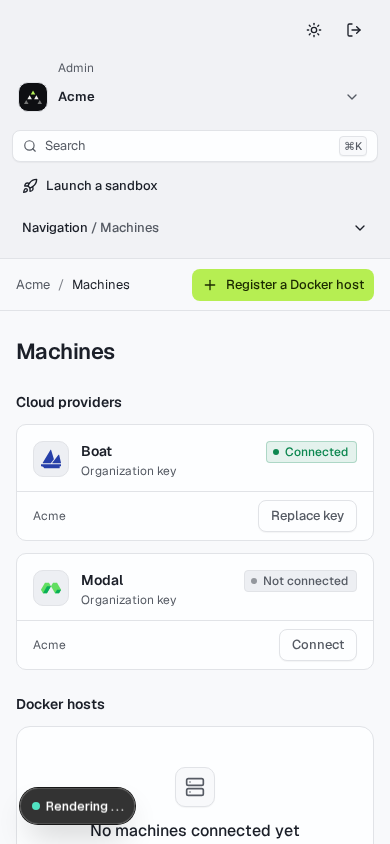 Admin
Acme
Search ⌘K
Launch a sandbox
Navigation / Machines
Acme / Machines
Register a Docker host
Machines
Cloud providers
Boat
Connected
Organization key
Acme
Replace key
Modal
Not connected
Organization key
Acme
Connect
Docker hosts
Rendering ...
No machines connected yet